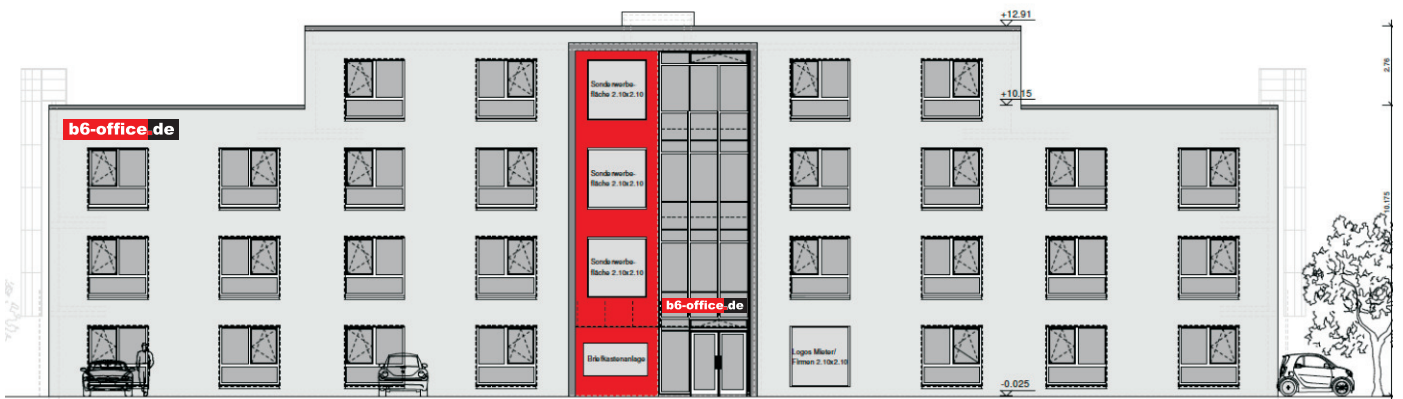 +12.91
Sonderwerbe-
fläche 2.10x2.10
2.76
+10.15
b6-office.de
Sonderwerbe-
fläche 2.10x2.10
10.175
Sonderwerbe-
fläche 2.10x2.10
b6-office.de
Briefkastenanlage
Logos Mieter/
Firmen 2.10x2.10
-0.025